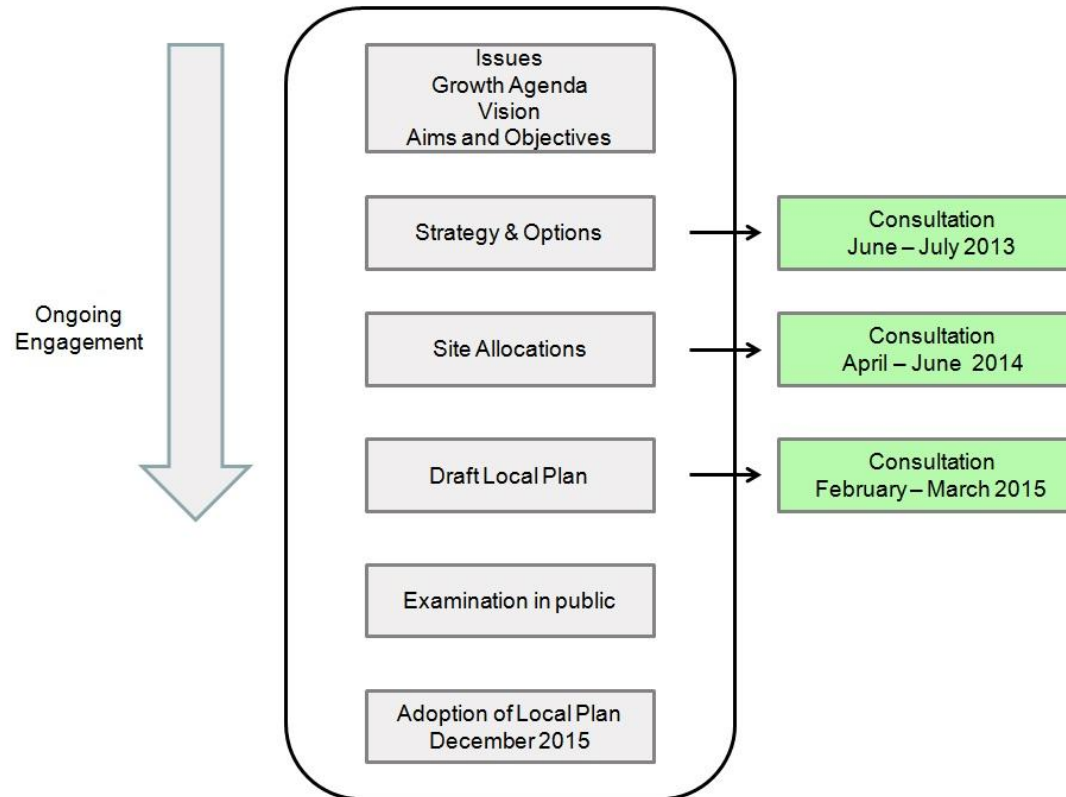 Issues
Growth Agenda
Vision
Aims and Objectives
Strategy & Options
Consultation
June – July 2013
Ongoing
Engagement
Site Allocations
Consultation
April – June 2014
Draft Local Plan
Consultation
February – March 2015
Examination in public
Adoption of Local Plan
December 2015